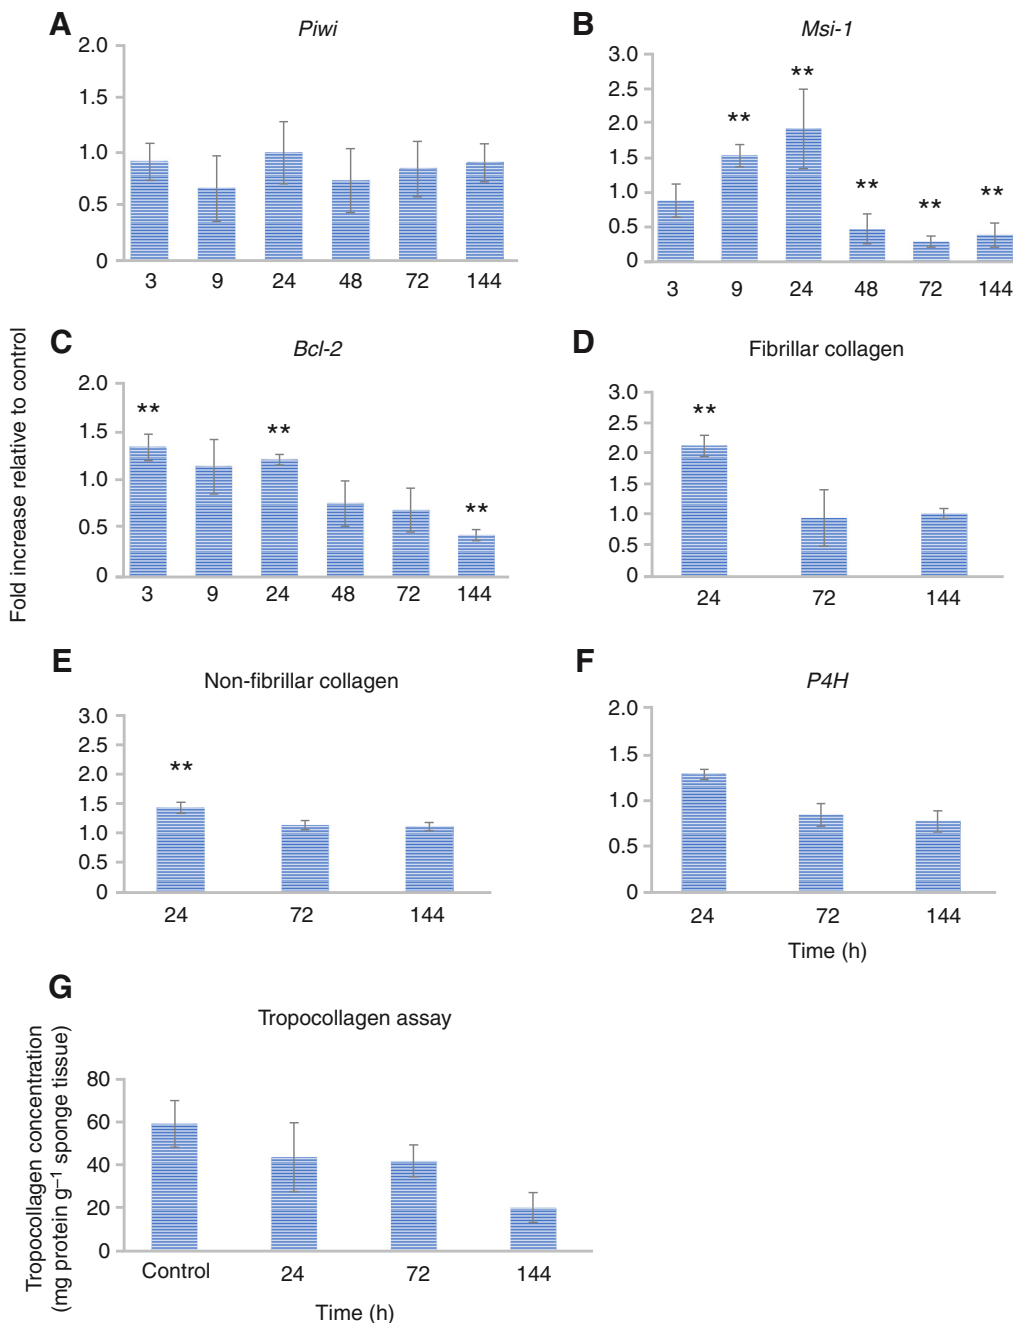 A
Piwi
2.0
1.5
1.0
0.5
0
3 9 24 48 72 144
B
Msi-1
3.0
2.5
2.0
1.5
1.0
0.5
0
** ** ** ** ** **
3 9 24 48 72 144
Fold increase relative to control
C
Bcl-2
2.0
1.5
1.0
0.5
0
** ** **
3 9 24 48 72 144
D
Fibrillar collagen
3.0
2.5
2.0
1.5
1.0
0.5
0
**
24 72 144
E
Non-fibrillar collagen
3.0
2.5
2.0
1.5
1.0
0.5
0
**
24 72 144
F
P4H
2.0
1.5
1.0
0.5
0
24 72 144
Time (h)
G
Tropocollagen assay
Tropocollagen concentration
(mg protein g⁻¹ sponge tissue)
80
60
40
20
0
Control 24 72 144
Time (h)